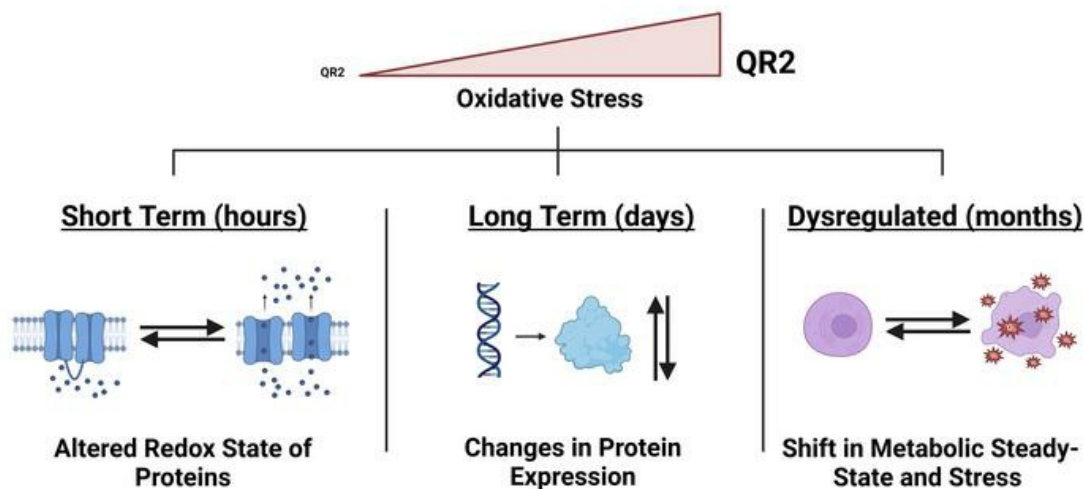 QR2
QR2
Oxidative Stress
Short Term (hours)
Long Term (days)
Dysregulated (months)
Altered Redox State of
Proteins
Changes in Protein
Expression
Shift in Metabolic Steady-
State and Stress